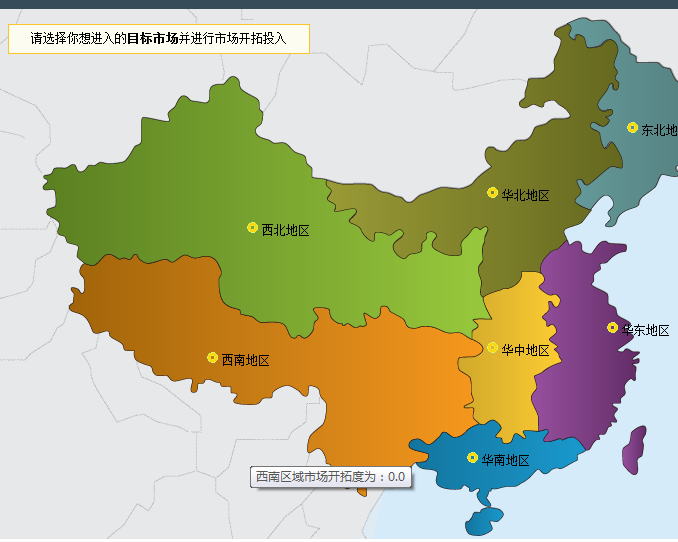 请选择你想进入的目标市场并进行市场开拓投入
东北地
华北地区
西北地区
华东地区
华中地区
西南地区
华南地区
西南区域市场开拓度为：0.0